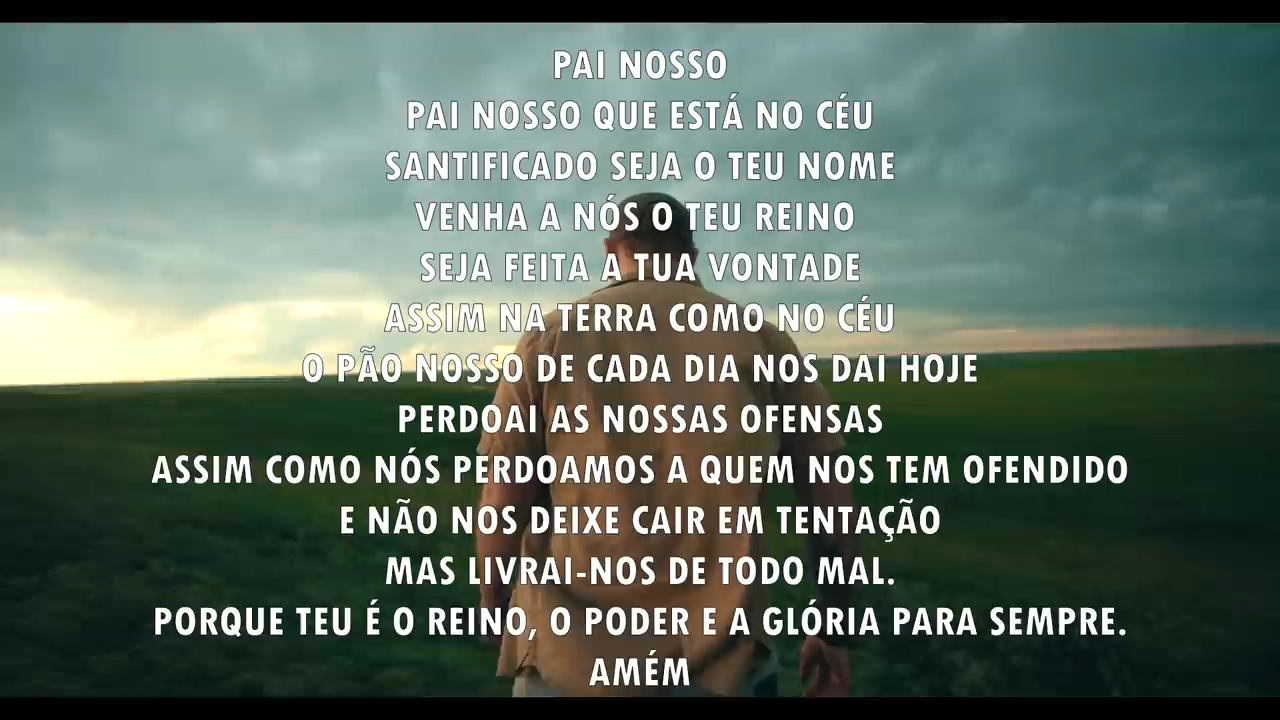 PAI NOSSO
PAI NOSSO QUE ESTÁ NO CÉU
SANTIFICADO SEJA O TEU NOME
VENHA A NÓS O TEU REINO
SEJA FEITA A TUA VONTADE
ASSIM NA TERRA COMO NO CÉU
O PÃO NOSSO DE CADA DIA NOS DAI HOJE
PERDOAI AS NOSSAS OFENSAS
ASSIM COMO NÓS PERDOAMOS A QUEM NOS TEM OFENDIDO
E NÃO NOS DEIXE CAIR EM TENTAÇÃO
MAS LIVRAI-NOS DE TODO MAL.
PORQUE TEU É O REINO, O PODER E A GLÓRIA PARA SEMPRE.
AMÉM